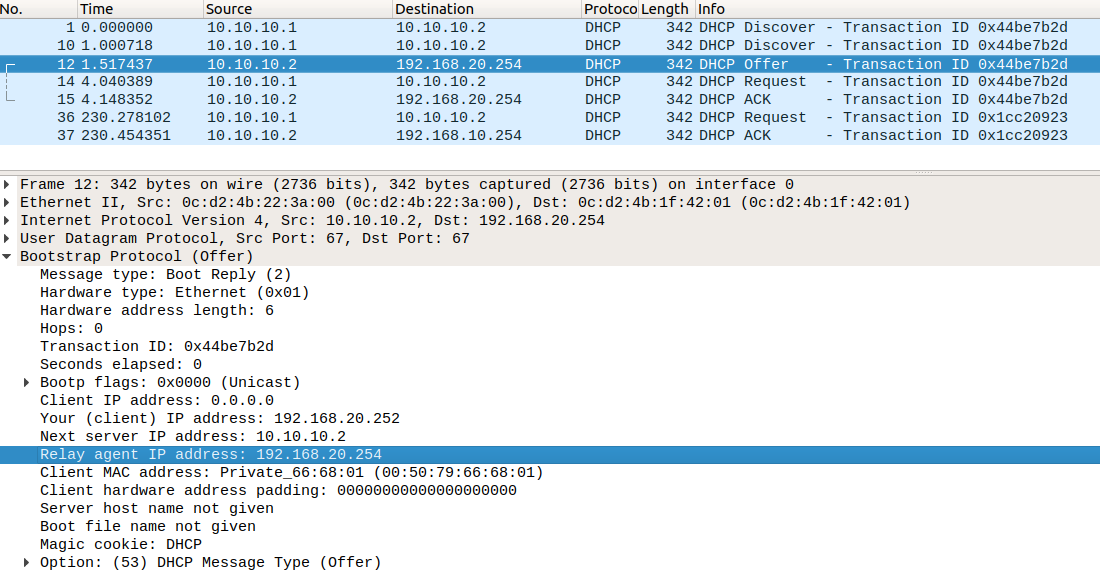 No. Time Source Destination Protoco Length Info
1 0.000000 10.10.10.1 10.10.10.2 DHCP 342 DHCP Discover - Transaction ID 0x44be7b2d
10 1.000718 10.10.10.1 10.10.10.2 DHCP 342 DHCP Discover - Transaction ID 0x44be7b2d
12 1.517437 10.10.10.2 192.168.20.254 DHCP 342 DHCP Offer - Transaction ID 0x44be7b2d
14 4.040389 10.10.10.1 10.10.10.2 DHCP 342 DHCP Request - Transaction ID 0x44be7b2d
15 4.148352 10.10.10.2 192.168.20.254 DHCP 342 DHCP ACK - Transaction ID 0x44be7b2d
36 230.278102 10.10.10.1 10.10.10.2 DHCP 342 DHCP Request - Transaction ID 0x1cc20923
37 230.454351 10.10.10.2 192.168.10.254 DHCP 342 DHCP ACK - Transaction ID 0x1cc20923
Frame 12: 342 bytes on wire (2736 bits), 342 bytes captured (2736 bits) on interface 0
Ethernet II, Src: 0c:d2:4b:22:3a:00 (0c:d2:4b:22:3a:00), Dst: 0c:d2:4b:1f:42:01 (0c:d2:4b:1f:42:01)
Internet Protocol Version 4, Src: 10.10.10.2, Dst: 192.168.20.254
User Datagram Protocol, Src Port: 67, Dst Port: 67
Bootstrap Protocol (Offer)
Message type: Boot Reply (2)
Hardware type: Ethernet (0x01)
Hardware address length: 6
Hops: 0
Transaction ID: 0x44be7b2d
Seconds elapsed: 0
Bootp flags: 0x0000 (Unicast)
Client IP address: 0.0.0.0
Your (client) IP address: 192.168.20.252
Next server IP address: 10.10.10.2
Relay agent IP address: 192.168.20.254
Client MAC address: Private_66:68:01 (00:50:79:66:68:01)
Client hardware address padding: 00000000000000000000
Server host name not given
Boot file name not given
Magic cookie: DHCP
Option: (53) DHCP Message Type (Offer)